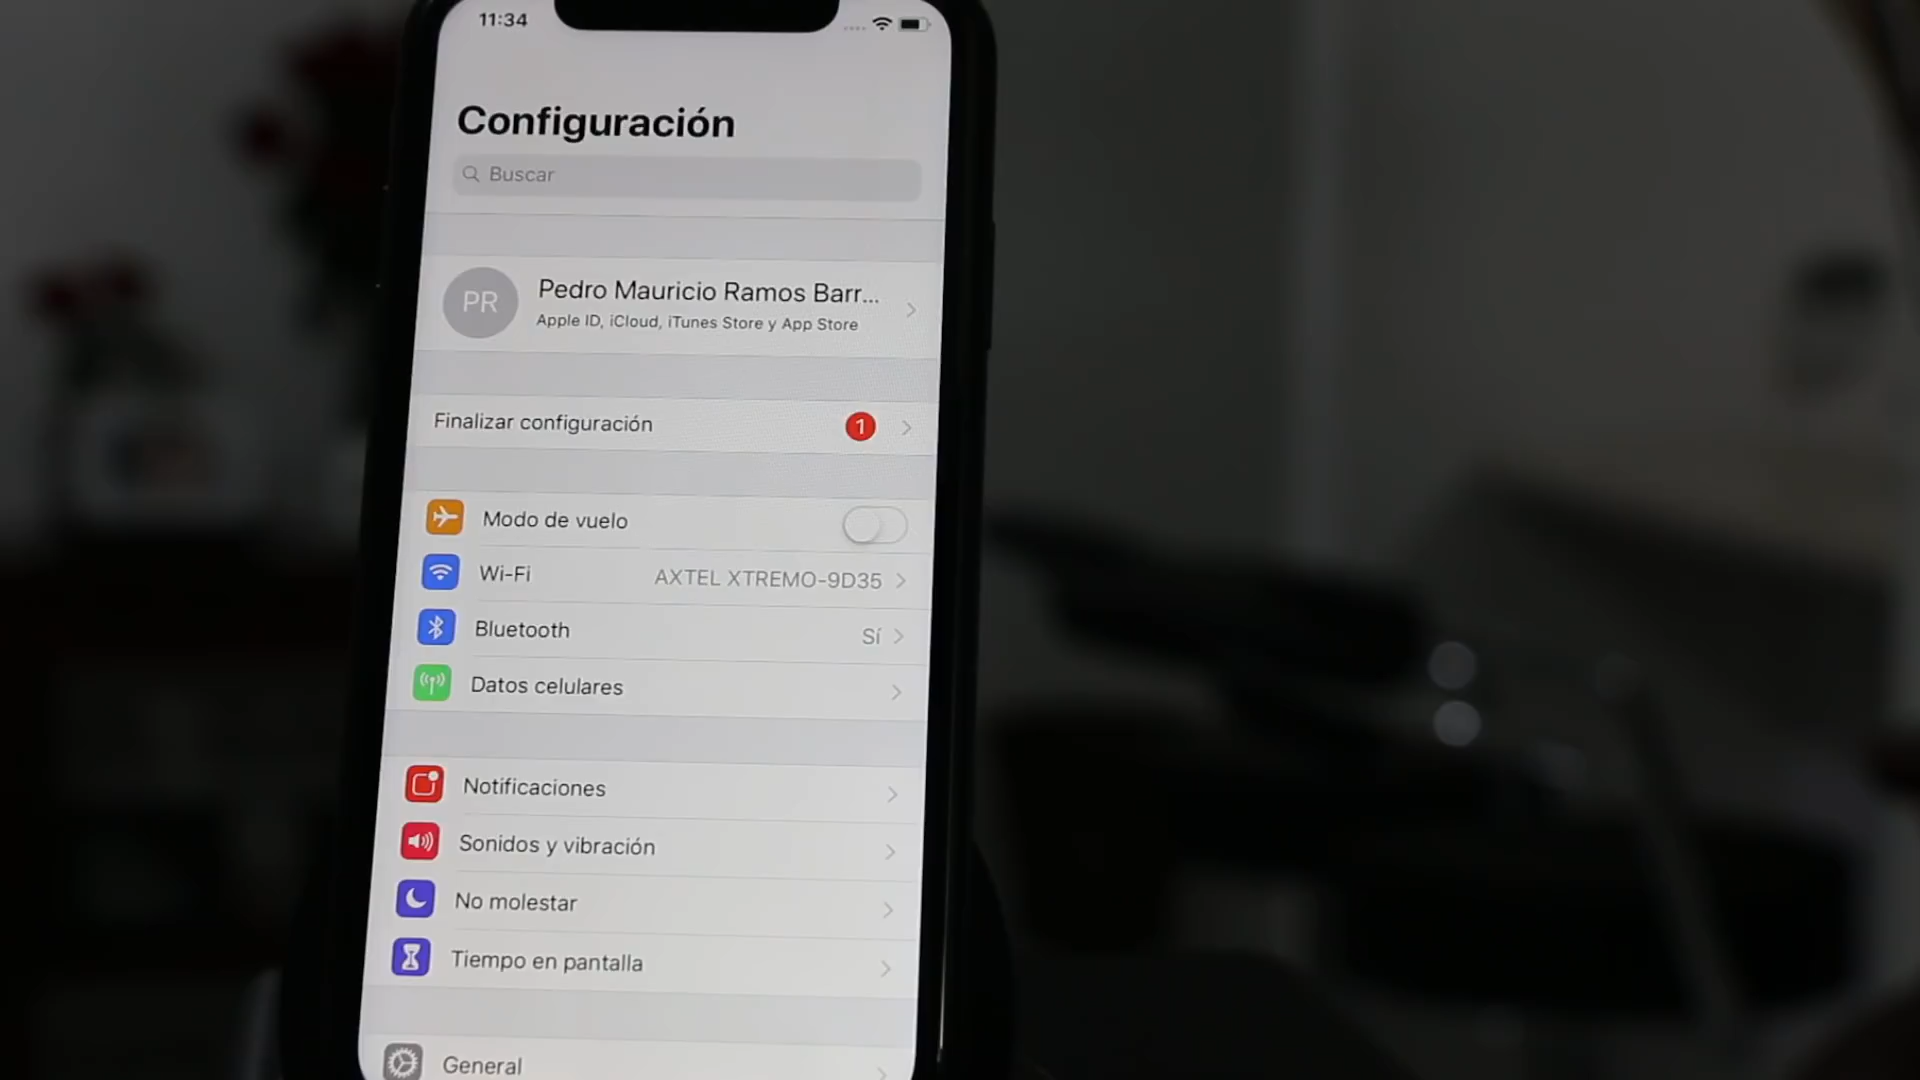 11:34
Configuración
Buscar
PR
Pedro Mauricio Ramos Barr...
Apple ID, iCloud, iTunes Store y App Store
Finalizar configuración
1
Modo de vuelo
Wi-Fi
AXTEL XTREMO-9D35
Bluetooth
Sí
Datos celulares
Notificaciones
Sonidos y vibración
No molestar
Tiempo en pantalla
General